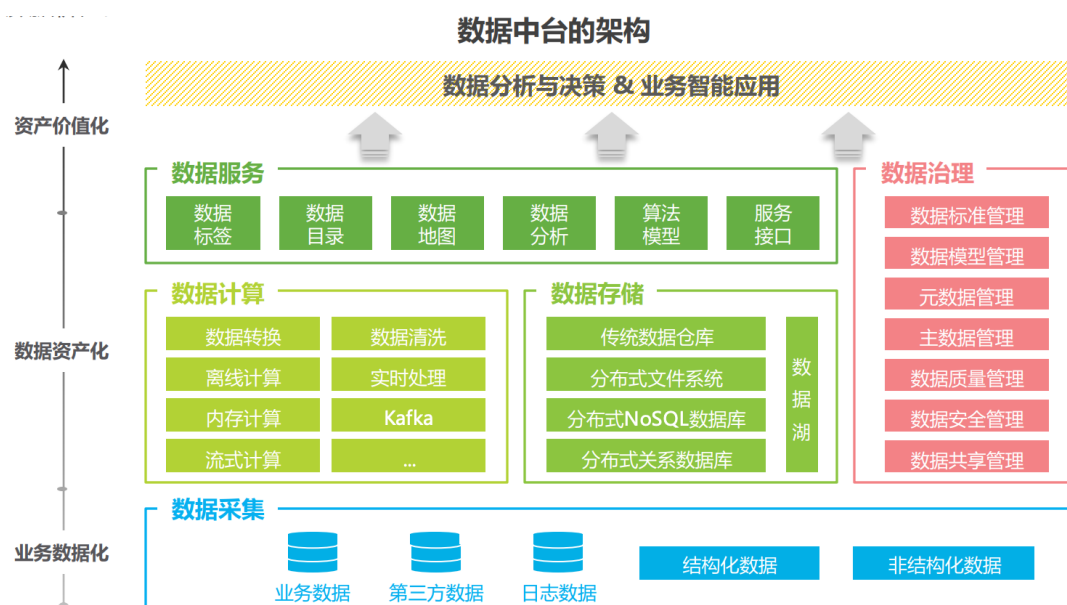 数据中台的架构
数据分析与决策 & 业务智能应用
资产价值化
数据资产化
业务数据化
数据服务
数据
标签
数据
目录
数据
地图
数据
分析
算法
模型
服务
接口
数据治理
数据标准管理
数据模型管理
元数据管理
主数据管理
数据质量管理
数据安全管理
数据共享管理
数据计算
数据转换
数据清洗
离线计算
实时处理
内存计算
Kafka
流式计算
...
数据存储
传统数据仓库
分布式文件系统
分布式NoSQL数据库
分布式关系数据库
数
据
湖
数据采集
业务数据
第三方数据
日志数据
结构化数据
非结构化数据